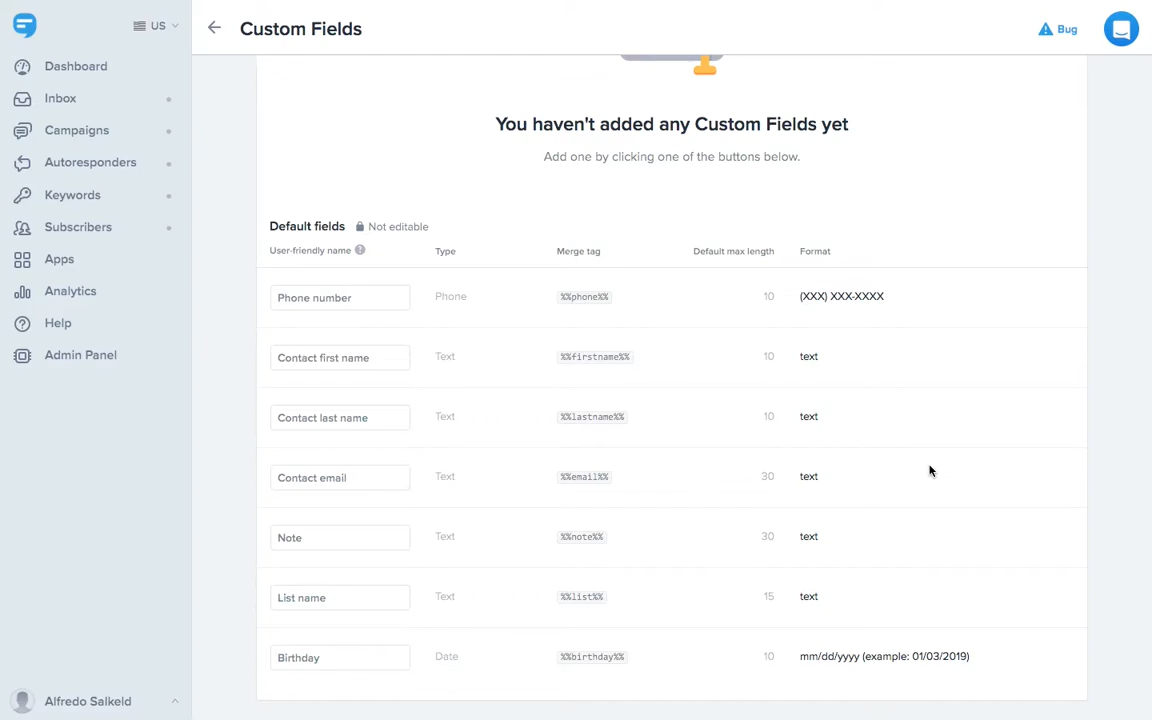 US
Custom Fields
Bug
Dashboard
Inbox
Campaigns
Autoresponders
Keywords
Subscribers
Apps
Analytics
Help
Admin Panel
Alfredo Salkeld
You haven't added any Custom Fields yet
Add one by clicking one of the buttons below.
Default fields Not editable
User-friendly name ? Type Merge tag Default max length Format
Phone number Phone %%phone%% 10 (XXX) XXX-XXXX
Contact first name Text %%firstname%% 10 text
Contact last name Text %%lastname%% 10 text
Contact email Text %%email%% 30 text
Note Text %%note%% 30 text
List name Text %%list%% 15 text
Birthday Date %%birthday%% 10 mm/dd/yyyy (example: 01/03/2019)